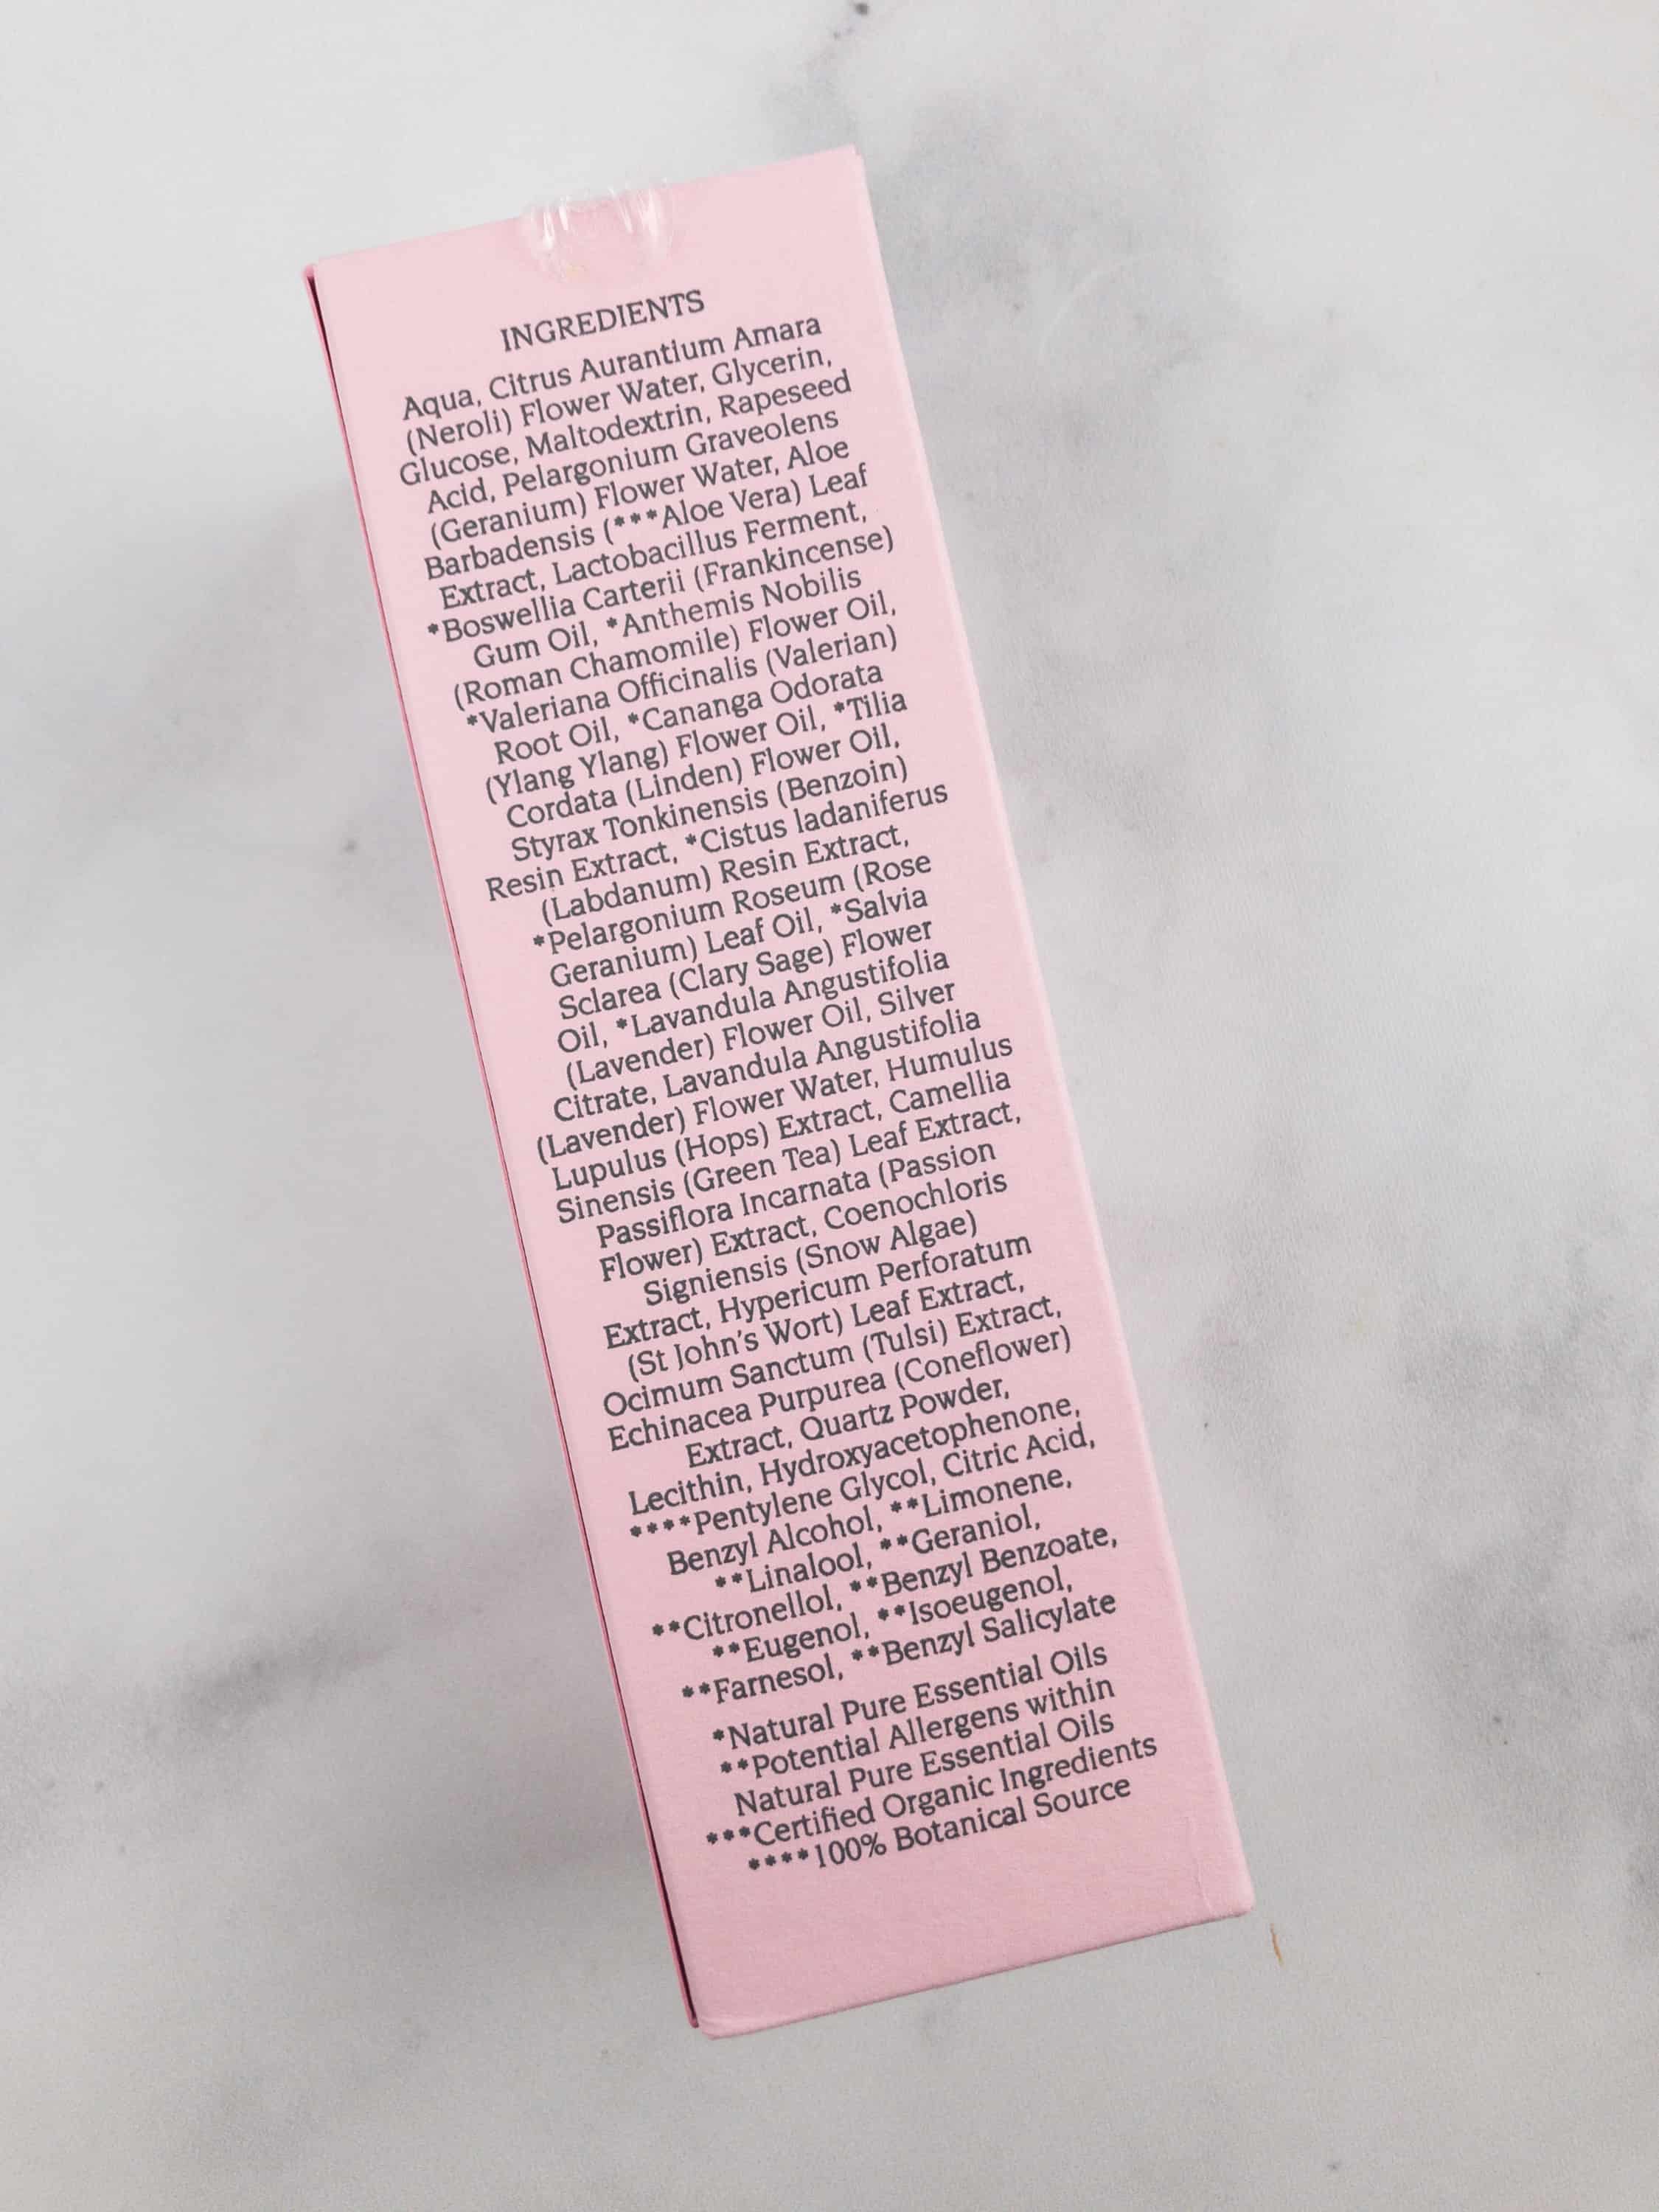 INGREDIENTS
Aqua, Citrus Aurantium Amara
(Neroli) Flower Water, Glycerin,
Glucose, Maltodextrin, Rapeseed
Acid, Pelargonium Graveolens
(Geranium) Flower Water, Aloe
Barbadensis (***Aloe Vera) Leaf
Extract, Lactobacillus Ferment,
*Boswellia Carterii (Frankincense)
Gum Oil, *Anthemis Nobilis
(Roman Chamomile) Flower Oil,
*Valeriana Officinalis (Valerian)
Root Oil, *Cananga Odorata
(Ylang Ylang) Flower Oil, *Tilia
Cordata (Linden) Flower Oil,
Styrax Tonkinensis (Benzoin)
Resin Extract, *Cistus ladaniferus
(Labdanum) Resin Extract,
*Pelargonium Roseum (Rose
Geranium) Leaf Oil, *Salvia
Sclarea (Clary Sage) Flower
Oil, *Lavandula Angustifolia
(Lavender) Flower Oil, Silver
Citrate, Lavandula Angustifolia
(Lavender) Flower Water, Humulus
Lupulus (Hops) Extract, Camellia
Sinensis (Green Tea) Leaf Extract,
Passiflora Incarnata (Passion
Flower) Extract, Coenochloris
Signiensis (Snow Algae)
Extract, Hypericum Perforatum
(St John's Wort) Leaf Extract,
Ocimum Sanctum (Tulsi) Extract,
Echinacea Purpurea (Coneflower)
Extract, Quartz Powder,
Lecithin, Hydroxyacetophenone,
****Pentylene Glycol, Citric Acid,
Benzyl Alcohol, **Limonene,
**Linalool, **Geraniol,
**Citronellol, **Benzyl Benzoate,
**Eugenol, **Isoeugenol,
**Farnesol, **Benzyl Salicylate
*Natural Pure Essential Oils
**Potential Allergens within
Natural Pure Essential Oils
***Certified Organic Ingredients
****100% Botanical Source